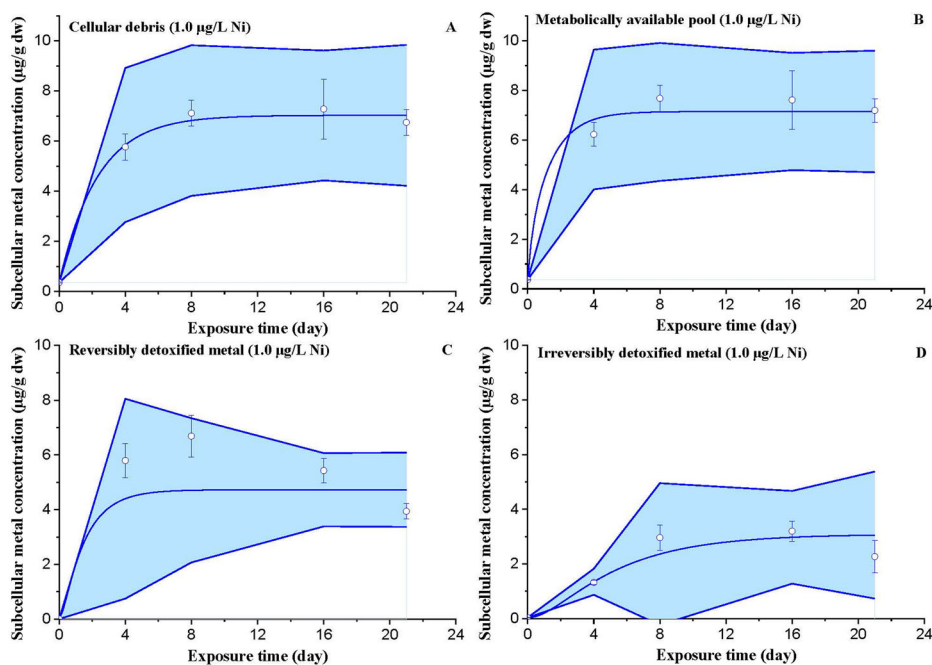 Cellular debris (1.0 µg/L Ni)
A
Subcellular metal concentration (µg/g dw)
10
8
6
4
2
0
0 4 8 12 16 20 24
Exposure time (day)
Metabolically available pool (1.0 µg/L Ni)
B
Subcellular metal concentration (µg/g dw)
10
8
6
4
2
0
0 4 8 12 16 20 24
Exposure time (day)
Reversibly detoxified metal (1.0 µg/L Ni)
C
Subcellular metal concentration (µg/g dw)
10
8
6
4
2
0
0 4 8 12 16 20 24
Exposure time (day)
Irreversibly detoxified metal (1.0 µg/L Ni)
D
Subcellular metal concentration (µg/g dw)
10
8
6
4
2
0
0 4 8 12 16 20 24
Exposure time (day)